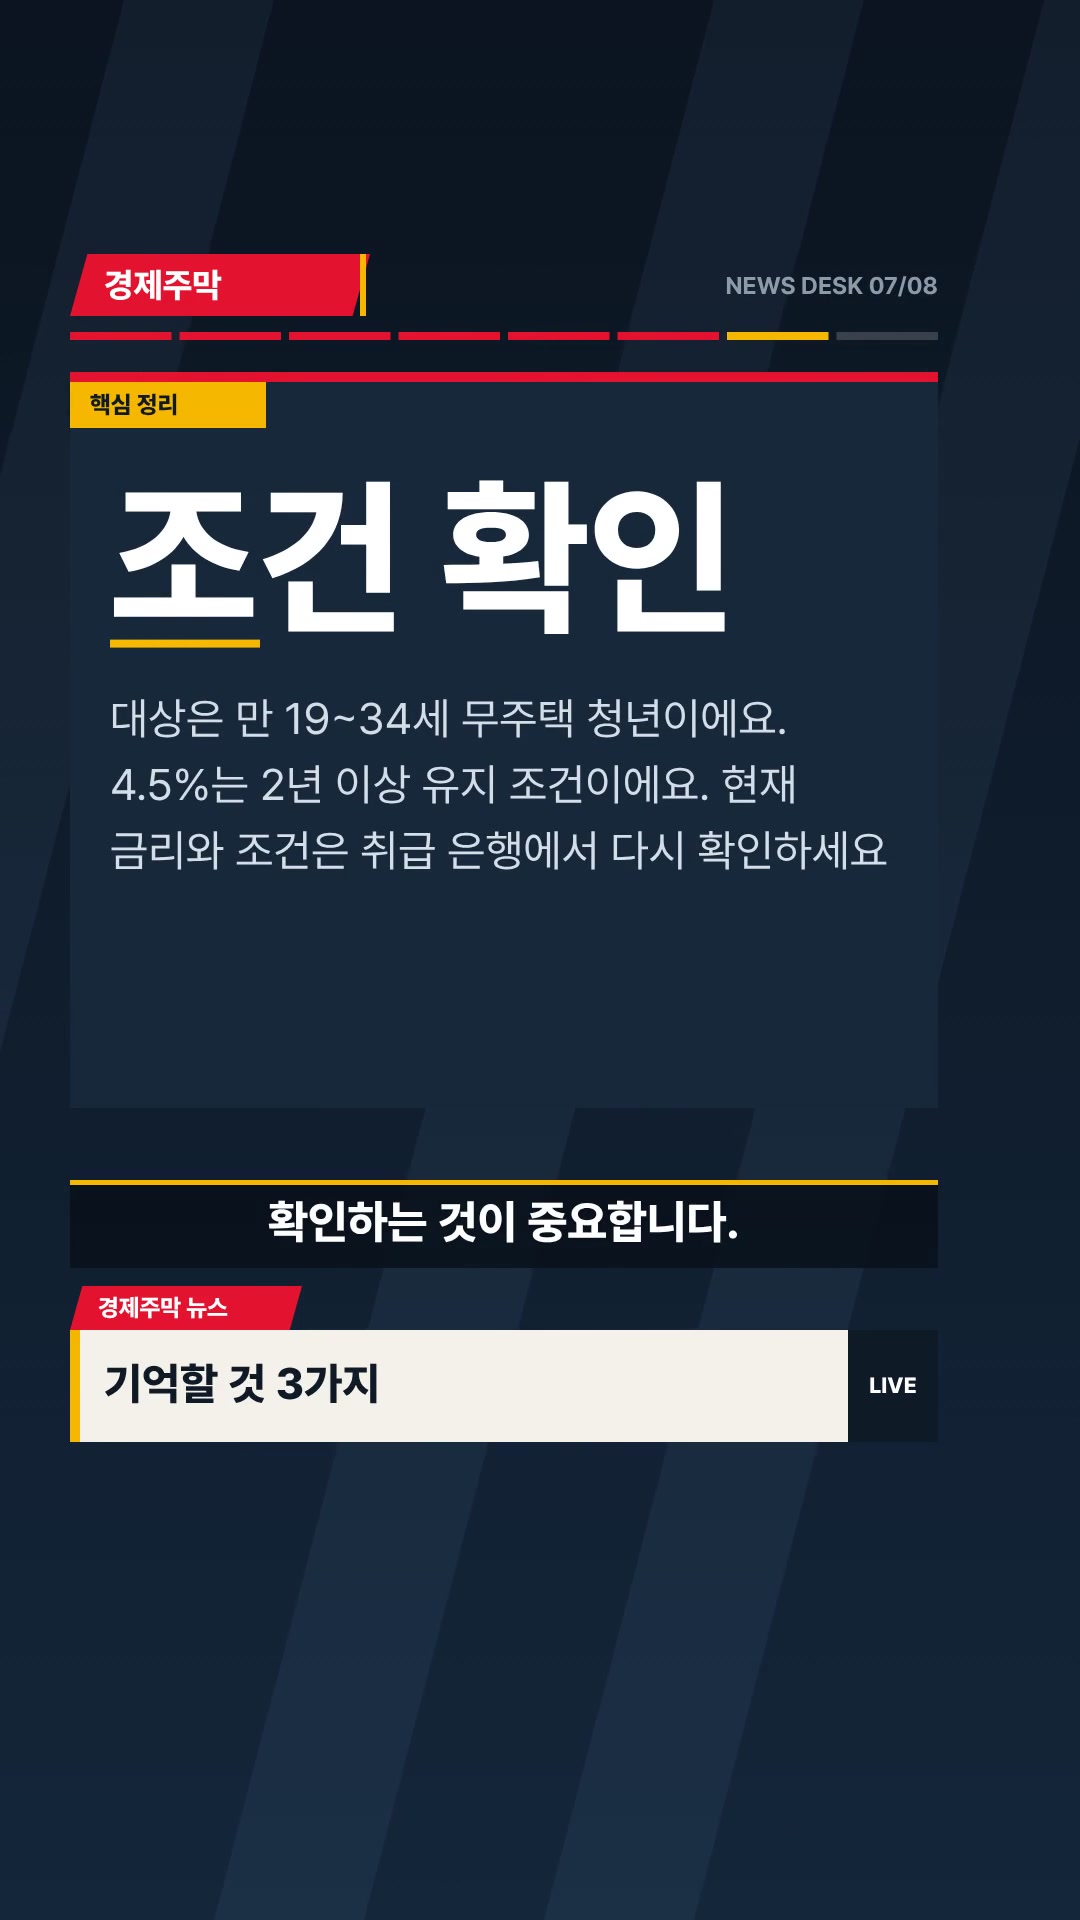 경제주막
NEWS DESK 07/08
핵심 정리
조건 확인
대상은 만 19~34세 무주택 청년이에요.
4.5%는 2년 이상 유지 조건이에요. 현재
금리와 조건은 취급 은행에서 다시 확인하세요
확인하는 것이 중요합니다.
경제주막 뉴스
기억할 것 3가지
LIVE